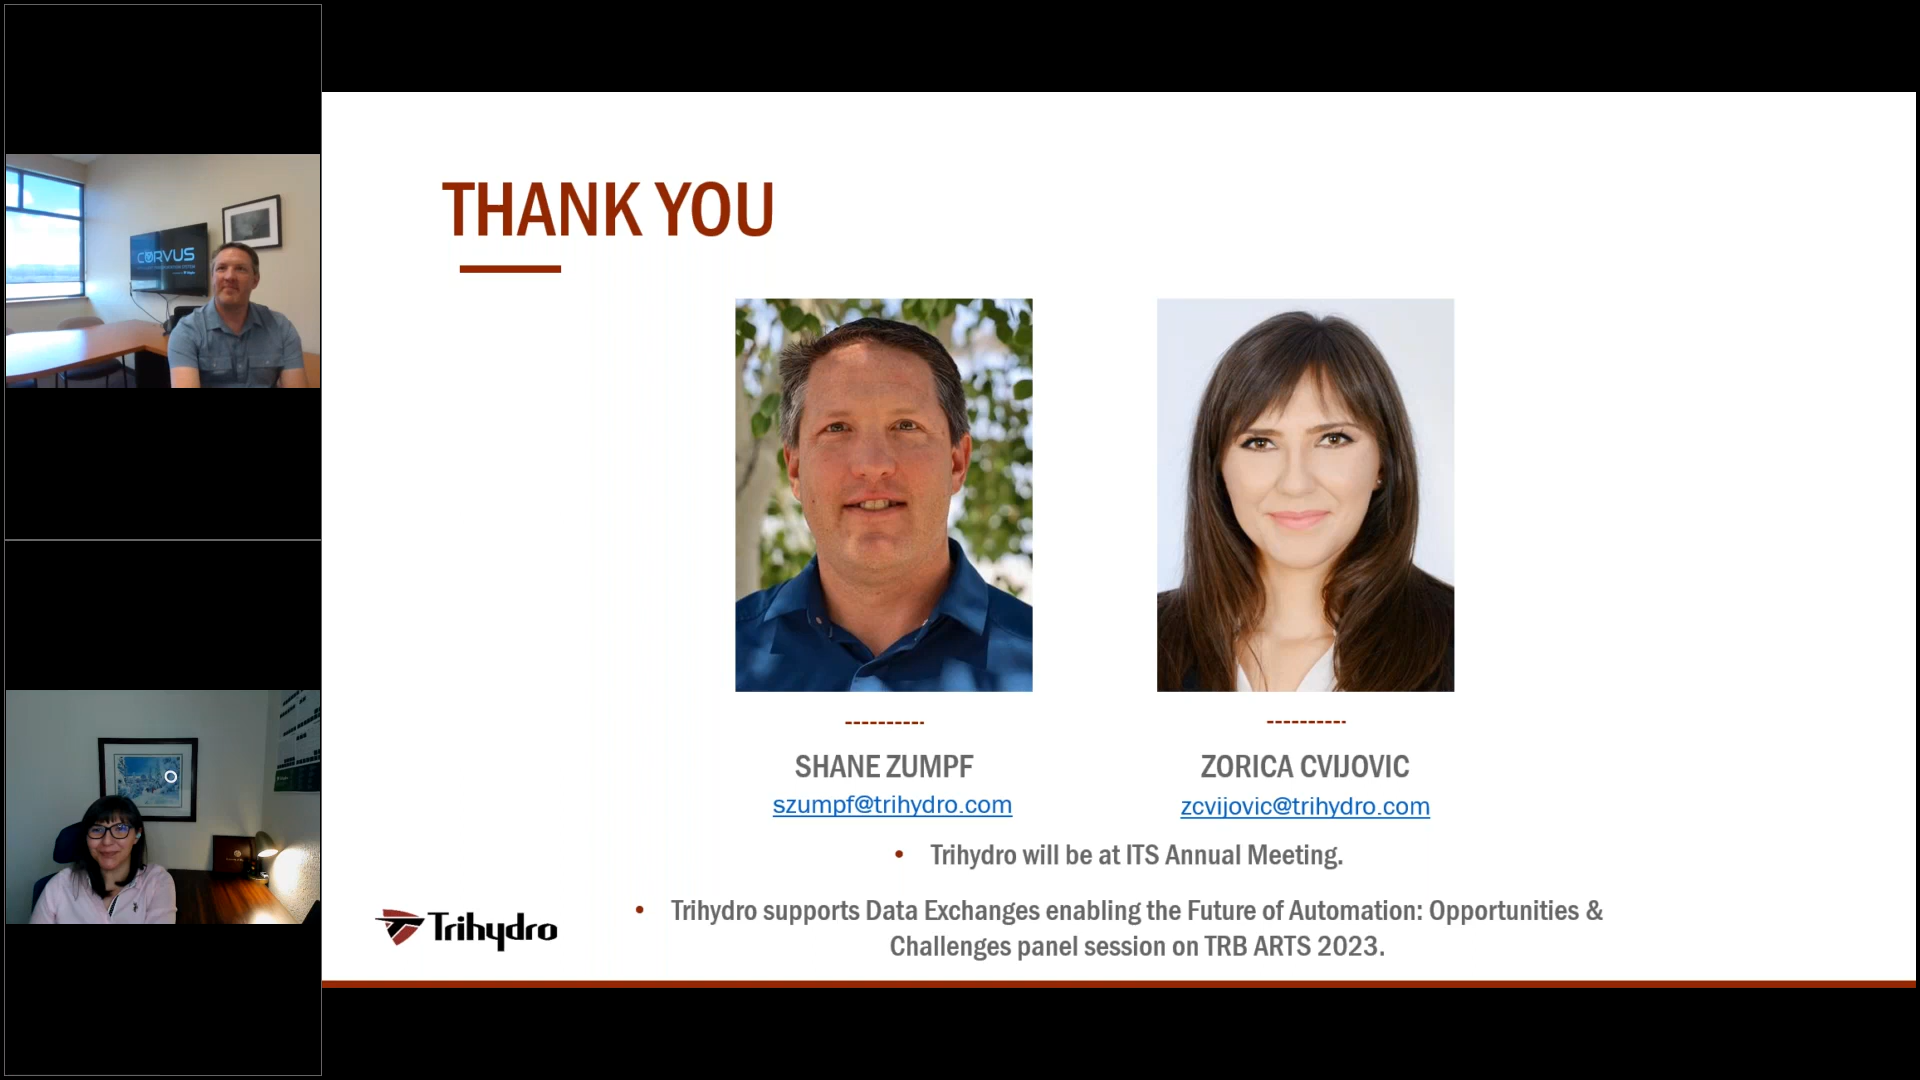 CORVUS
THANK YOU
SHANE ZUMPF
szumpf@trihydro.com
ZORICA CVIJOVIC
zcvijovic@trihydro.com
• Trihydro will be at ITS Annual Meeting.
• Trihydro supports Data Exchanges enabling the Future of Automation: Opportunities &
Challenges panel session on TRB ARTS 2023.
Trihydro